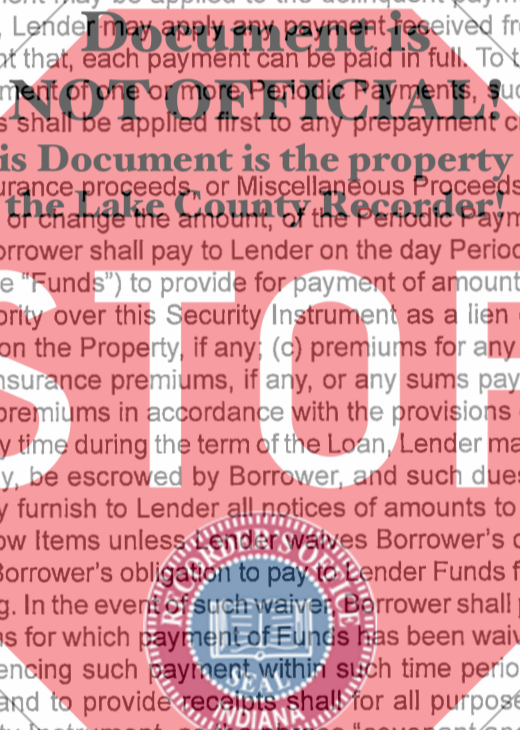 , Lender may apply any payment received
Document is
nt that, each payment can be paid in full. To t
ment of one or more Periodic Payments, suc
NOT OFFICIAL!
s shall be applied first to any prepayment c
is Document is the property
urance proceeds, or Miscellaneous Proceeds
the Lake County Recorder!
or change the amount, of the Periodic Paym
orrower shall pay to Lender on the day Period
e "Funds") to provide for payment of amount
STOP
ority over this Security Instrument as a lien
on the Property, if any; (c) premiums for any
nsurance premiums, if any, or any sums pay
premiums in accordance with the provisions
y time during the term of the Loan, Lender ma
y, be escrowed by Borrower, and such dues
y furnish to Lender all notices of amounts to
ow Items unless Lender waives Borrower's o
Borrower's obligation to pay to Lender Funds f
g. In the event of such waiver, Borrower shall
ns for which payment of Funds has been waiv
encing such payment within such time perio
and to provide receipts shall for all purpose
RECORDER'S OFFICE
SEAL
INDIANA